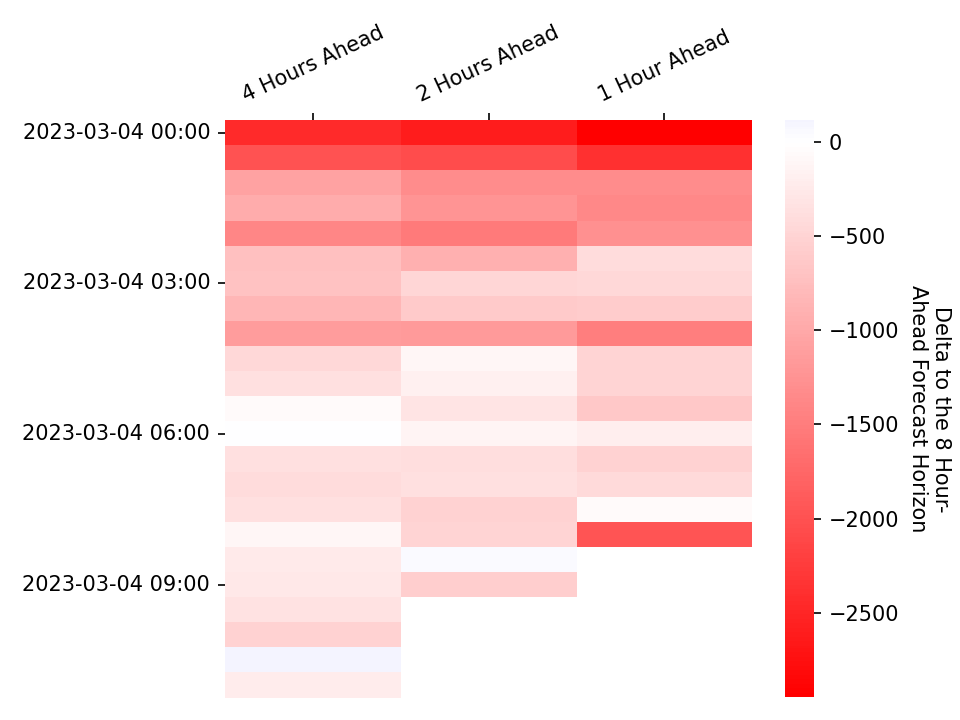 4 Hours Ahead
2 Hours Ahead
1 Hour Ahead
2023-03-04 00:00
2023-03-04 03:00
2023-03-04 06:00
2023-03-04 09:00
0
−500
−1000
−1500
−2000
−2500
Delta to the 8 Hour-
Ahead Forecast Horizon